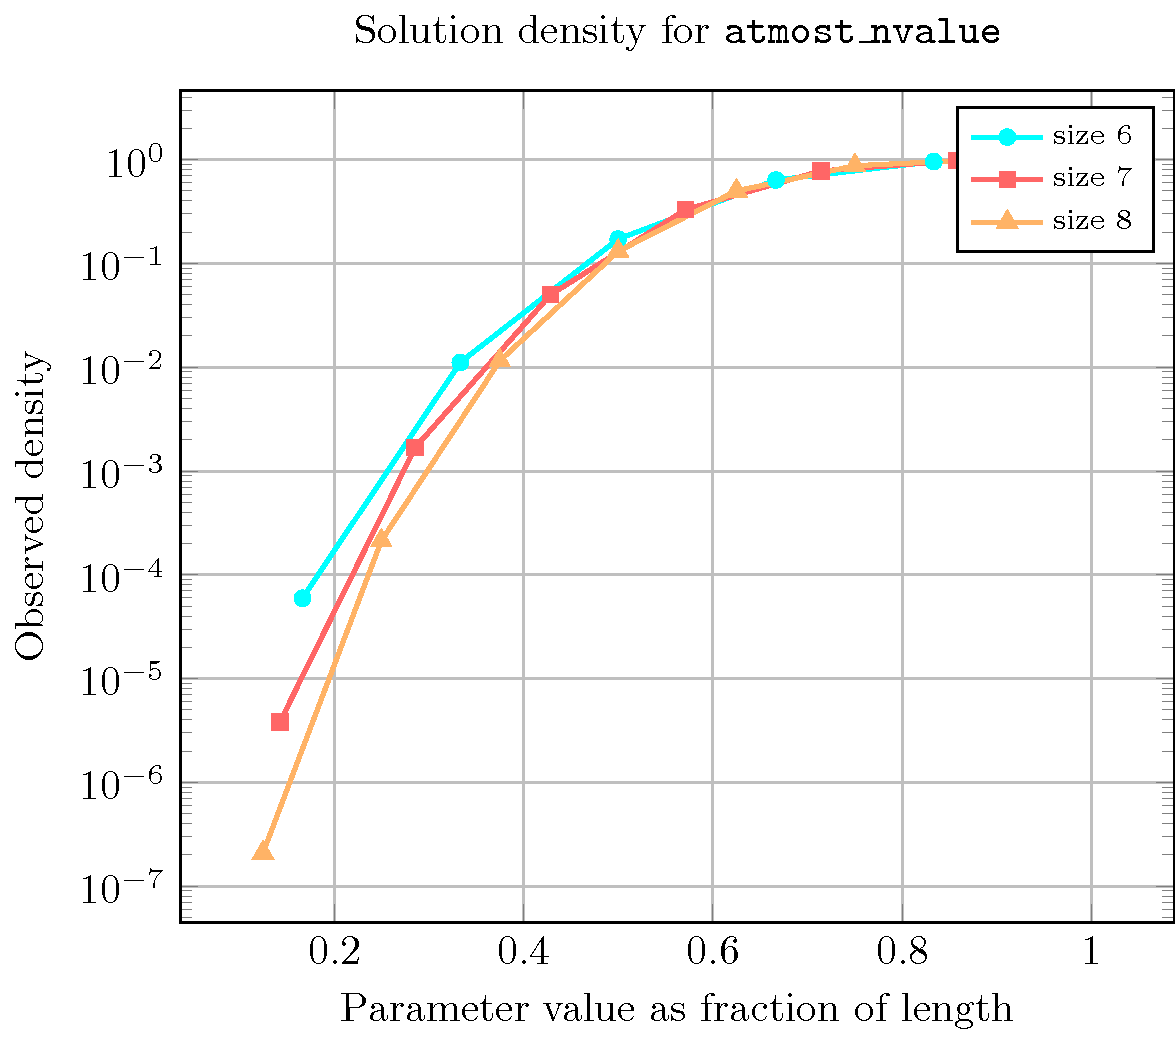 Solution density for atmost_nvalue
10^0
10^−1
10^−2
10^−3
10^−4
10^−5
10^−6
10^−7
Observed density
size 6
size 7
size 8
0.2 0.4 0.6 0.8 1
Parameter value as fraction of length